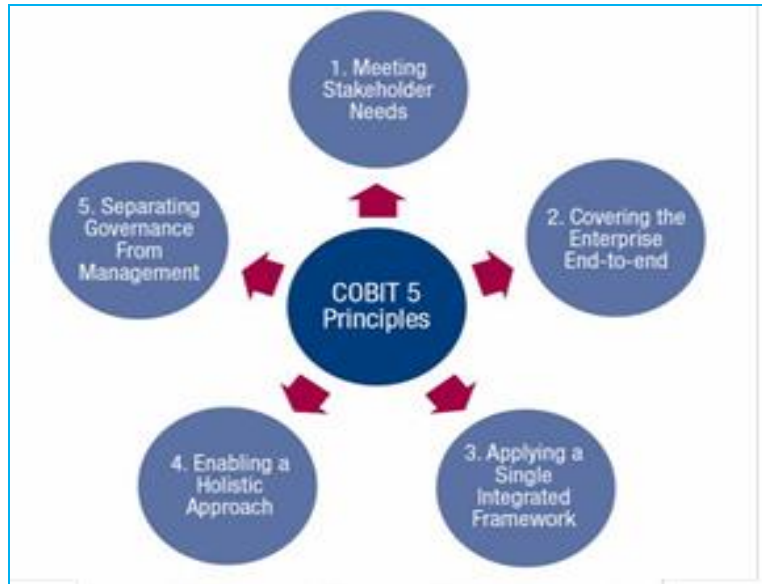 1. Meeting
Stakeholder
Needs
5. Separating
Governance
From
Management
2. Covering the
Enterprise
End-to-end
COBIT 5
Principles
4. Enabling a
Holistic
Approach
3. Applying a
Single
Integrated
Framework